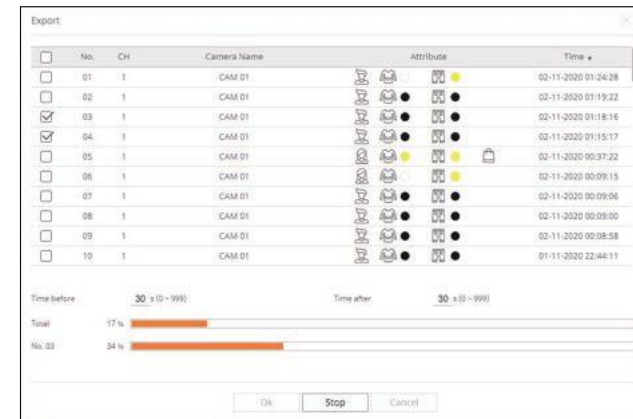 Export
No. CH Camera Name Attribute Time
01 1 CAM 01 02-11-2020 01:24:28
02 1 CAM 01 02-11-2020 01:19:22
03 1 CAM 01 02-11-2020 01:18:16
04 1 CAM 01 02-11-2020 01:15:17
05 1 CAM 01 02-11-2020 00:37:22
06 1 CAM 01 02-11-2020 00:09:15
07 1 CAM 01 02-11-2020 00:09:06
08 1 CAM 01 02-11-2020 00:09:00
09 1 CAM 01 02-11-2020 00:08:58
10 1 CAM 01 01-11-2020 22:44:11
Time before 30 s (0 ~ 999) Time after 30 s (0 ~ 999)
Total 17 %
No. 03 34 %
Ok Stop Cancel